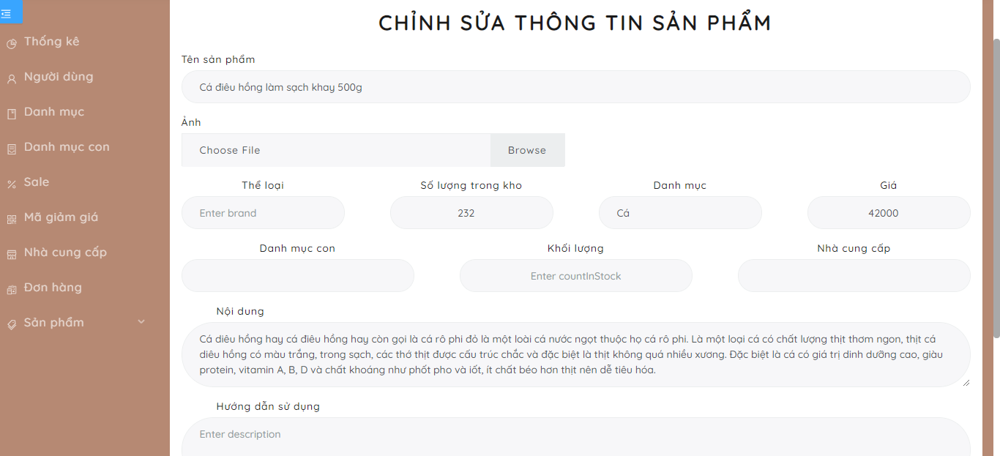 CHỈNH SỬA THÔNG TIN SẢN PHẨM
Thống kê
Người dùng
Danh mục
Danh mục con
Sale
Mã giảm giá
Nhà cung cấp
Đơn hàng
Sản phẩm
Tên sản phẩm
Cá điêu hồng làm sạch khay 500g
Ảnh
Choose File Browse
Thể loại Số lượng trong kho Danh mục Giá
Enter brand 232 Cá 42000
Danh mục con Khối lượng Nhà cung cấp
Enter countInStock
Nội dung
Cá diêu hồng hay cá điêu hồng hay còn gọi là cá rô phi đỏ là một loài cá nước ngọt thuộc họ cá rô phi. Là một loại cá có chất lượng thịt thơm ngon, thịt cá
diêu hồng có màu trắng, trong sạch, các thớ thịt được cấu trúc chắc và đặc biệt là thịt không quá nhiều xương. Đặc biệt là cá có giá trị dinh dưỡng cao, giàu
protein, vitamin A, B, D và chất khoáng như phốt pho và iốt, ít chất béo hơn thịt nên dễ tiêu hóa.
Hướng dẫn sử dụng
Enter description